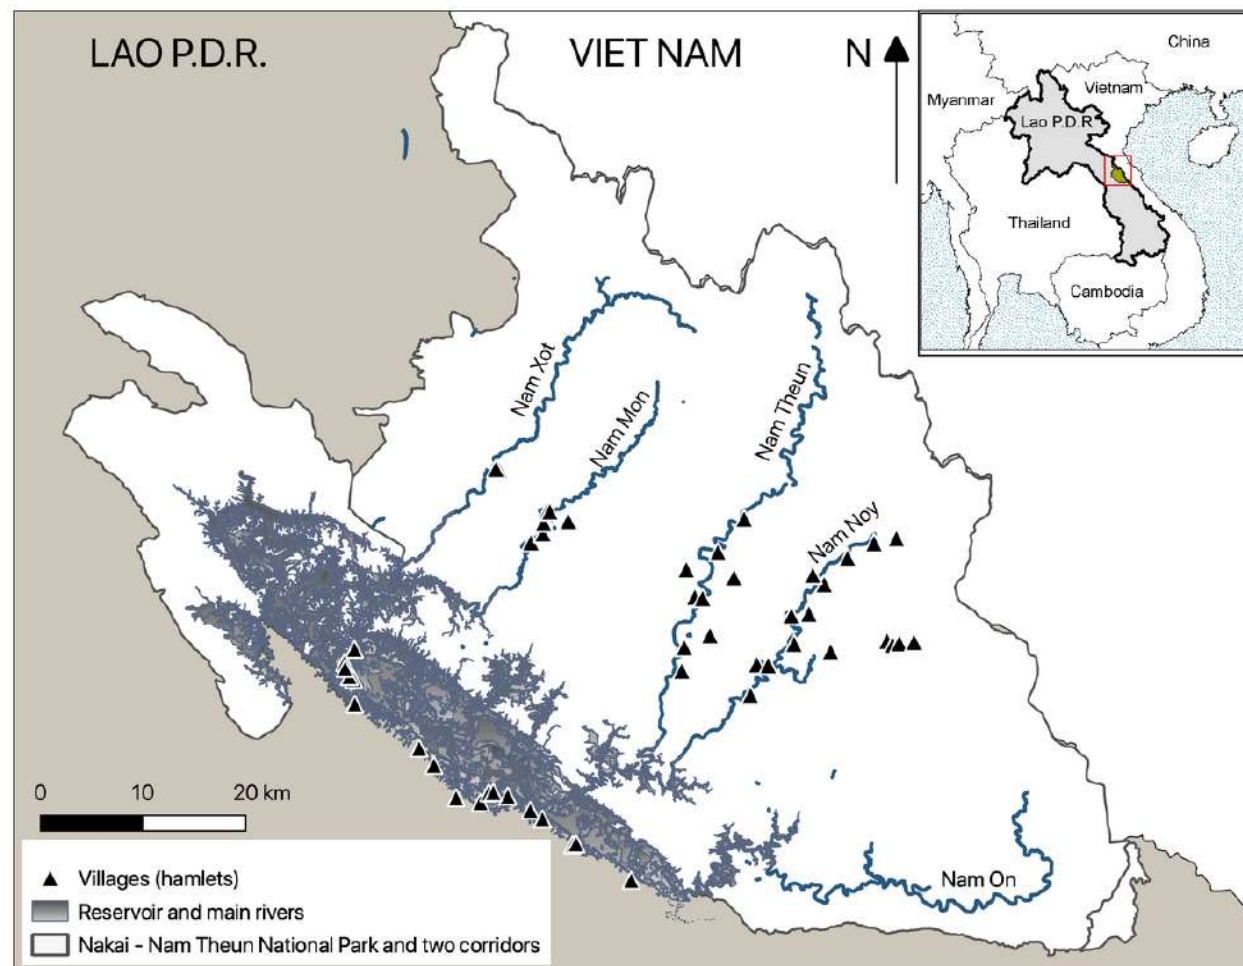 LAO P.D.R.
VIET NAM
N
China
Myanmar
Vietnam
Lao P.D.R
Thailand
Cambodia
Nam Xot
Nam Mon
Nam Theun
Nam Noy
Nam On
0 10 20 km
Villages (hamlets)
Reservoir and main rivers
Nakai - Nam Theun National Park and two corridors